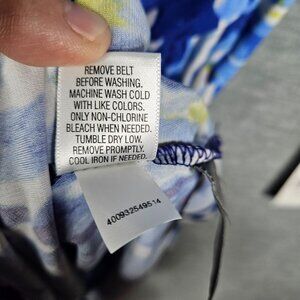 REMOVE BELT
BEFORE WASHING,
MACHINE WASH COLD
WITH LIKE COLORS.
ONLY NON-CHLORINE
BLEACH WHEN NEEDED.
TUMBLE DRY LOW.
REMOVE PROMPTLY.
COOL IRON IF NEEDED.
400932549514